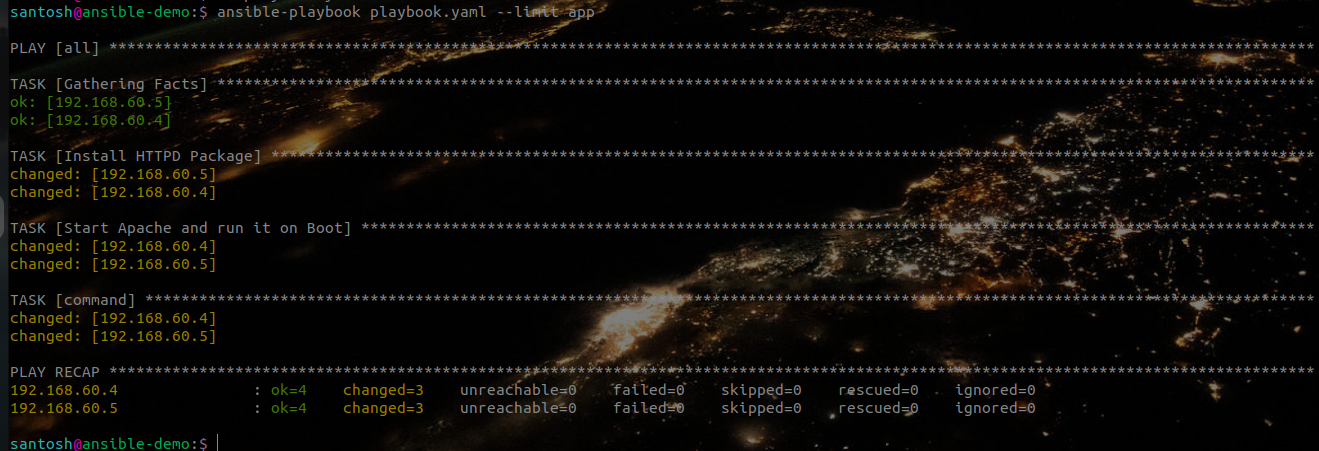 santosh@ansible-demo:$ ansible-playbook playbook.yaml --limit app
PLAY [all] ****************************************************************************************************************************************
TASK [Gathering Facts] ****************************************************************************************************************************
ok: [192.168.60.5]
ok: [192.168.60.4]
TASK [Install HTTPD Package] **********************************************************************************************************************
changed: [192.168.60.5]
changed: [192.168.60.4]
TASK [Start Apache and run it on Boot] ************************************************************************************************************
changed: [192.168.60.4]
changed: [192.168.60.5]
TASK [command] ************************************************************************************************************************************
changed: [192.168.60.4]
changed: [192.168.60.5]
PLAY RECAP ****************************************************************************************************************************************
192.168.60.4               : ok=4    changed=3    unreachable=0    failed=0    skipped=0    rescued=0    ignored=0
192.168.60.5               : ok=4    changed=3    unreachable=0    failed=0    skipped=0    rescued=0    ignored=0
santosh@ansible-demo:$